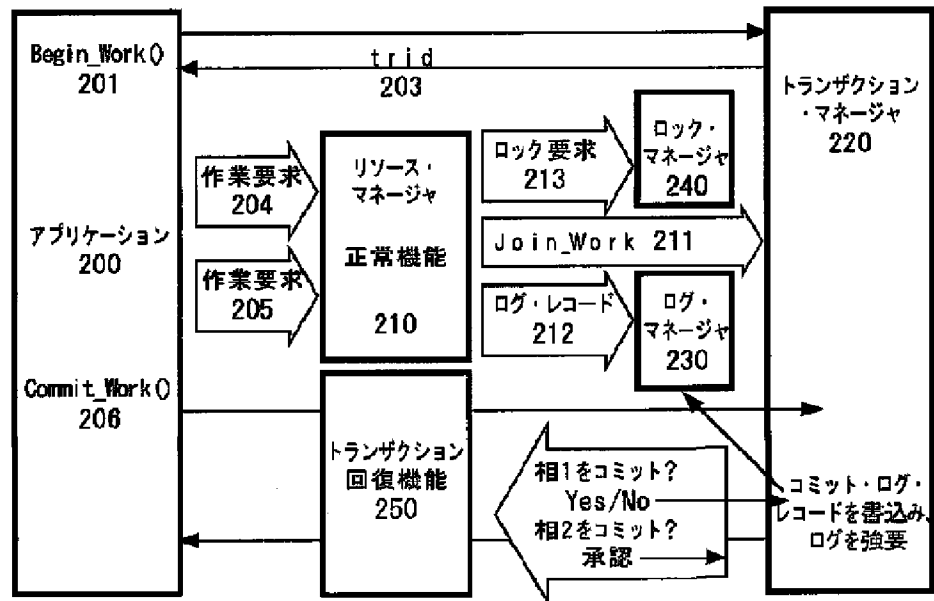 Begin_Work()
201
trid
203
トランザクション
・マネージャ
220
作業要求
204
リソース・
マネージャ
正常機能
210
ロック要求
213
ロック・
マネージャ
240
アプリケーション
200
Join_Work 211
作業要求
205
ログ・レコード
212
ログ・
マネージャ
230
Commit_Work()
206
トランザクション
回復機能
250
相1をコミット?
Yes/No
相2をコミット?
承認
コミット・ログ・
レコードを書込み,
ログを強要